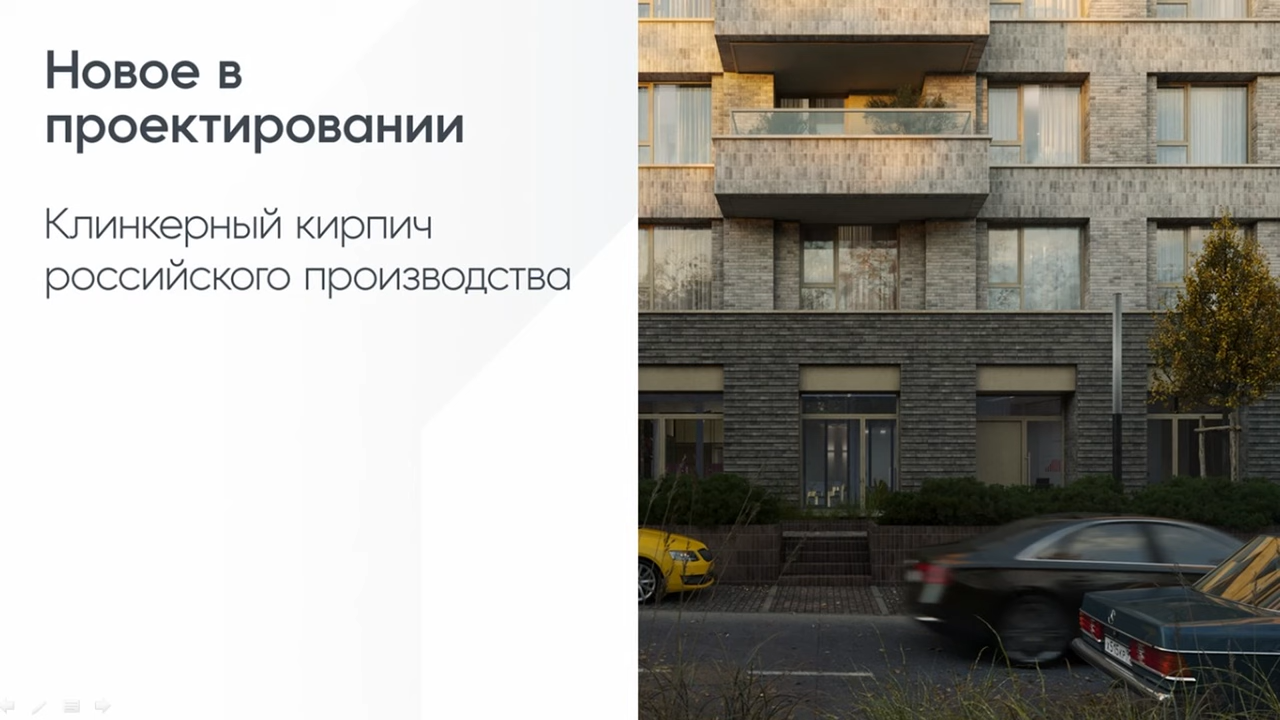 Новое в
проектировании
Клинкерный кирпич
российского производства